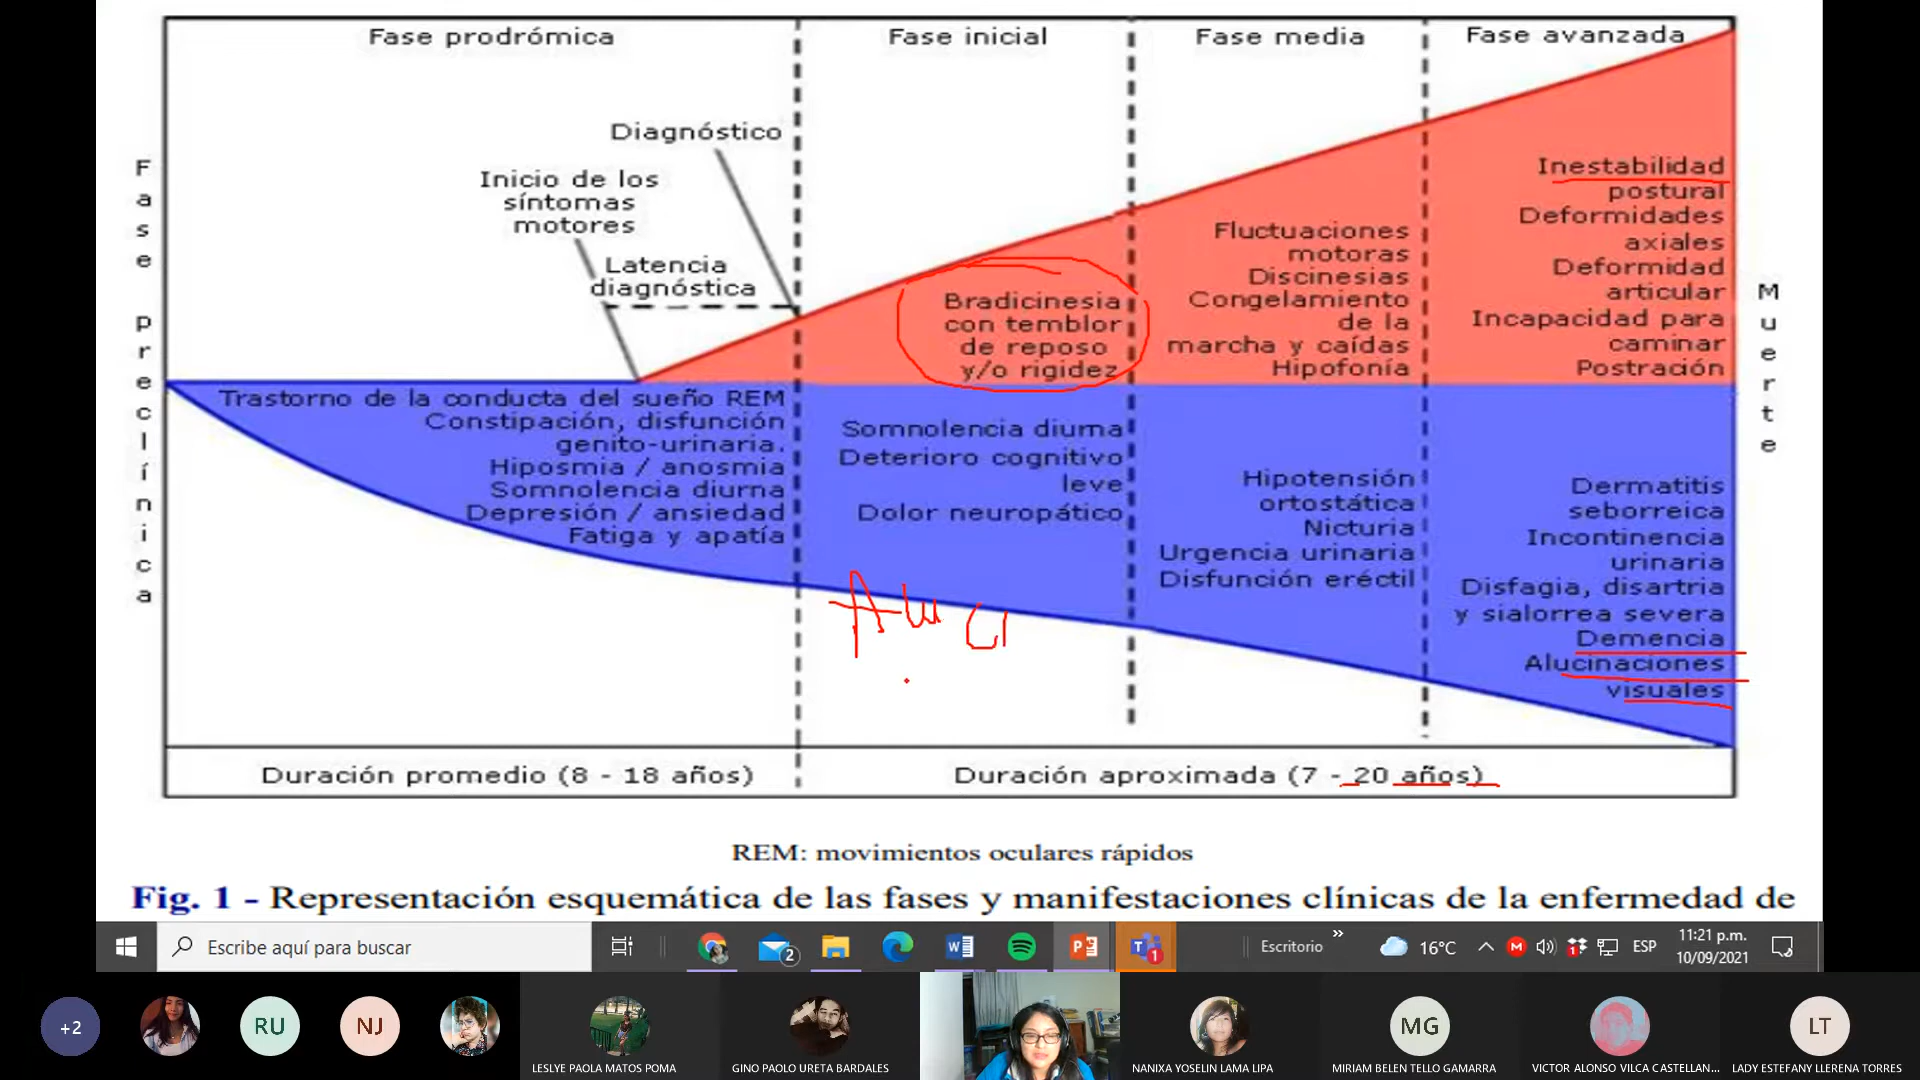 Fase prodrómica
Fase inicial
Fase media
Fase avanzada
Diagnóstico
Inicio de los
síntomas
motores
Latencia
diagnóstica
Fase preclínica
Bradicinesia
con temblor
de reposo
y/o rigidez
Fluctuaciones
motoras
Discinesias
Congelamiento
de la
marcha y caídas
Hipofonía
Inestabilidad
postural
Deformidades
axiales
Deformidad
articular
Incapacidad para
caminar
Postración
Muerte
Trastorno de la conducta del sueño REM
Constipación, disfunción
genito-urinaria.
Hiposmia / anosmia
Somnolencia diurna
Depresión / ansiedad
Fatiga y apatía
Somnolencia diurna
Deterioro cognitivo
leve
Dolor neuropático
Hipotensión
ortostática
Nicturia
Urgencia urinaria
Disfunción eréctil
Dermatitis
seborreica
Incontinencia
urinaria
Disfagia, disartria
y sialorrea severa
Demencia
Alucinaciones
visuales
Duración promedio (8 - 18 años)
Duración aproximada (7 - 20 años)
REM: movimientos oculares rápidos
Fig. 1 - Representación esquemática de las fases y manifestaciones clínicas de la enfermedad de
Escribe aquí para buscar
2
1
Escritorio
16°C
ESP
11:21 p.m.
10/09/2021
+2
RU
NJ
MG
LT
LESLYE PAOLA MATOS POMA
GINO PAOLO URETA BARDALES
NANIXA YOSELIN LAMA LIPA
MIRIAM BELEN TELLO GAMARRA
VICTOR ALONSO VILCA CASTELLAN...
LADY ESTEFANY LLERENA TORRES